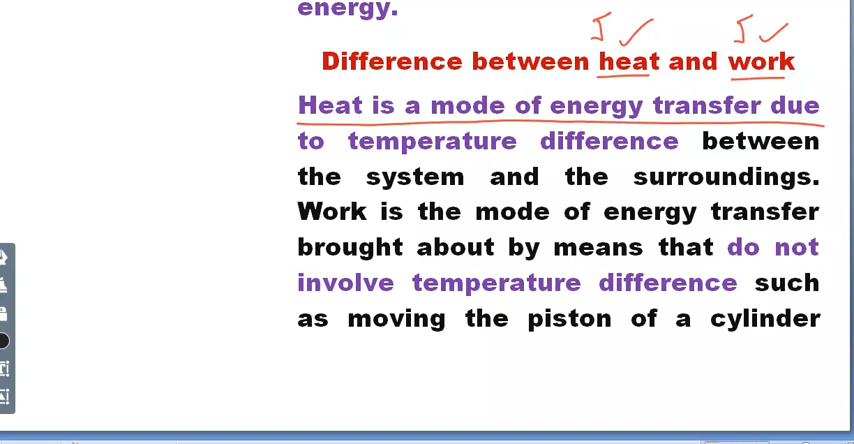 energy.
J ✓ J ✓
Difference between heat and work
Heat is a mode of energy transfer due
to temperature difference between
the system and the surroundings.
Work is the mode of energy transfer
brought about by means that do not
involve temperature difference such
as moving the piston of a cylinder